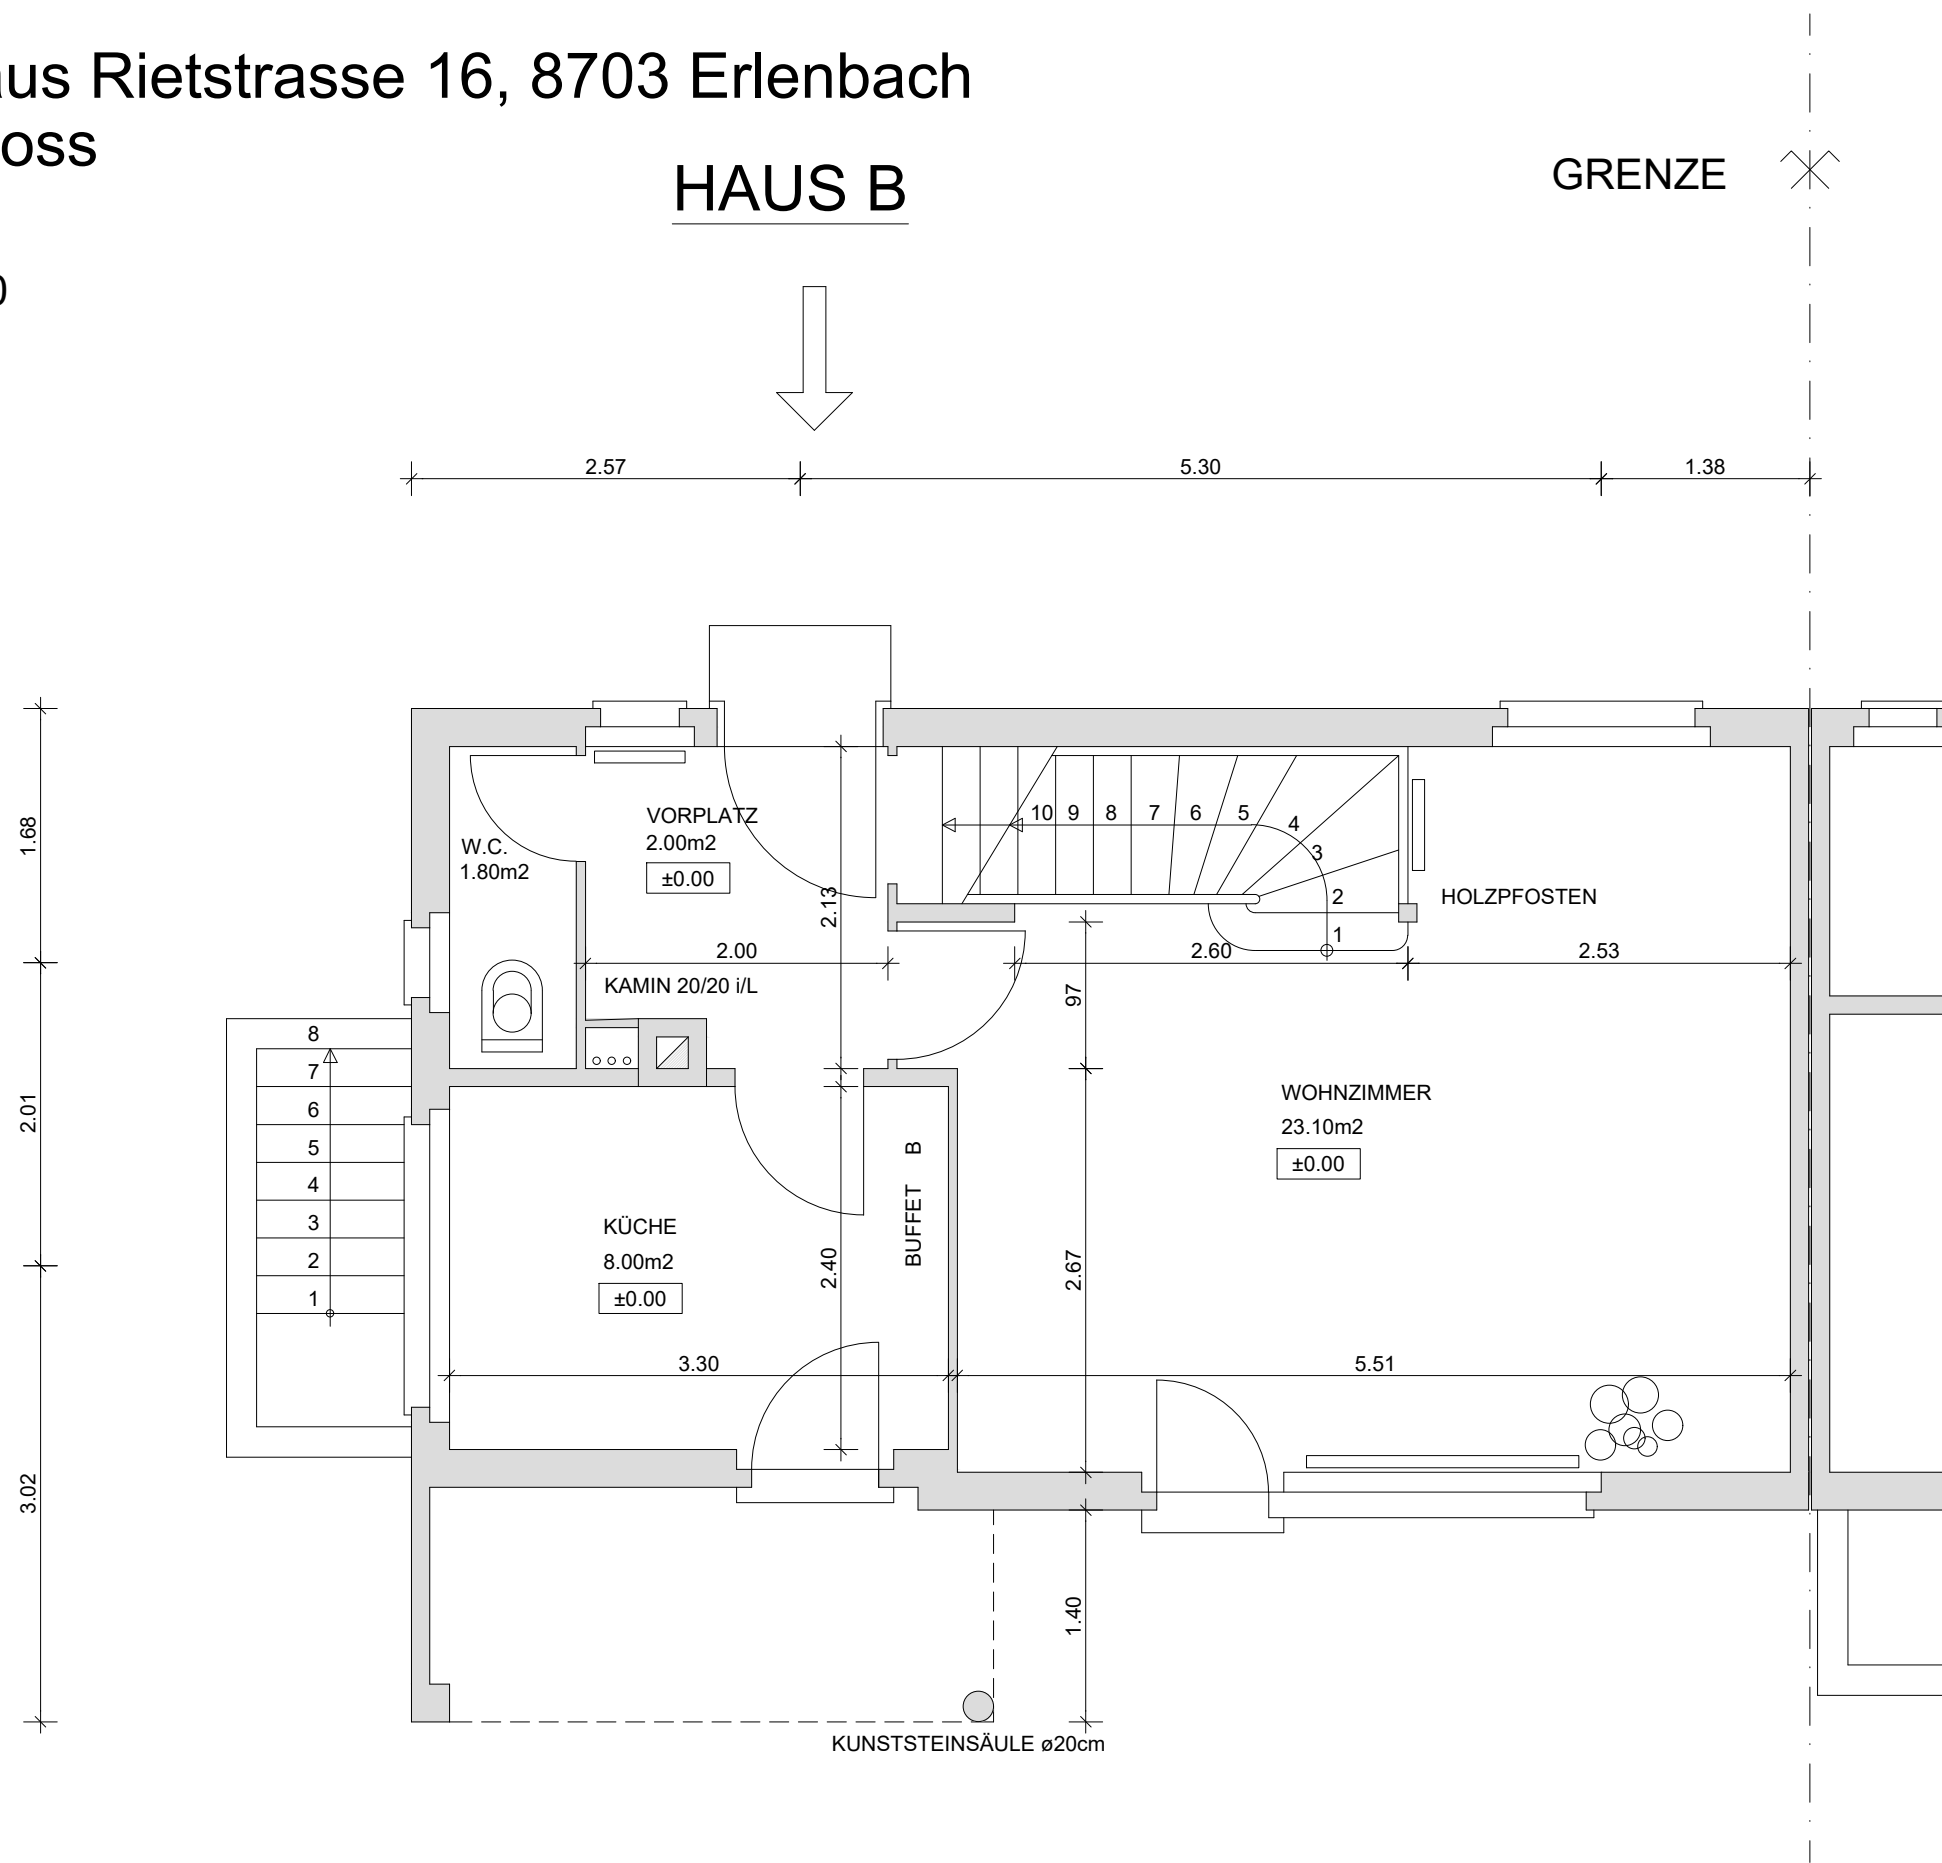 aus Rietstrasse 16, 8703 Erlenbach
oss
HAUS B
GRENZE
0
2.57
5.30
1.38
1.68
2.01
3.02
VORPLATZ
2.00m2
±0.00
W.C.
1.80m2
2.13
2.00
KAMIN 20/20 i/L
10 9 8 7 6 5 4 3 2 1
HOLZPFOSTEN
2.60
2.53
97
8
7
6
5
4
3
2
1
WOHNZIMMER
23.10m2
±0.00
KÜCHE
8.00m2
±0.00
BUFFET B
2.40
2.67
3.30
5.51
1.40
KUNSTSTEINSÄULE ø20cm